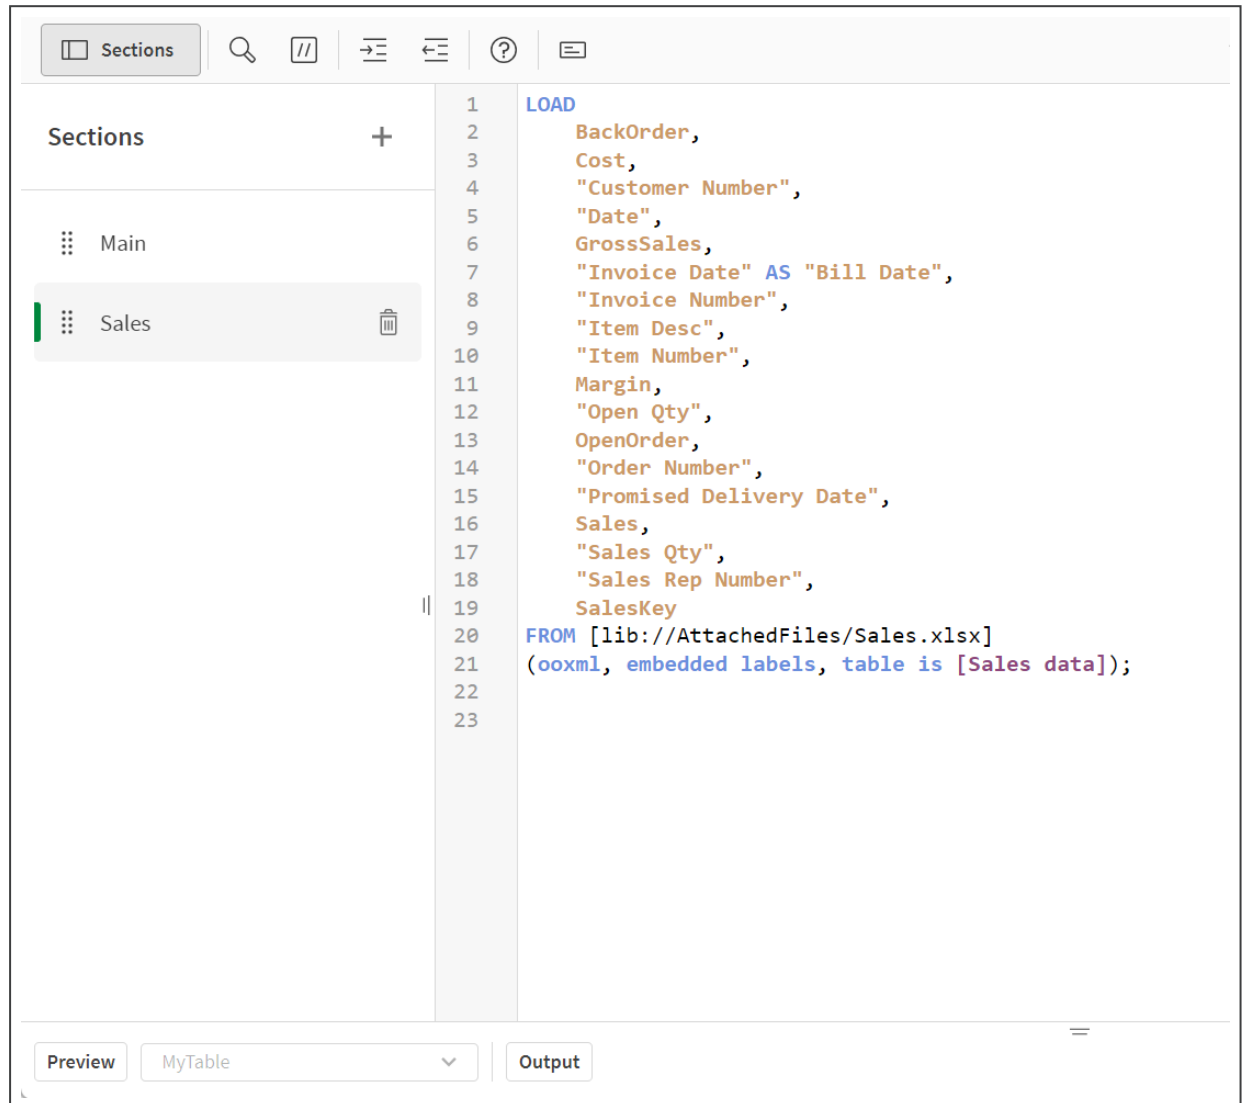 Sections
//
?
Sections
+
Main
Sales
1 LOAD
2 BackOrder,
3 Cost,
4 "Customer Number",
5 "Date",
6 GrossSales,
7 "Invoice Date" AS "Bill Date",
8 "Invoice Number",
9 "Item Desc",
10 "Item Number",
11 Margin,
12 "Open Qty",
13 OpenOrder,
14 "Order Number",
15 "Promised Delivery Date",
16 Sales,
17 "Sales Qty",
18 "Sales Rep Number",
19 SalesKey
20 FROM [lib://AttachedFiles/Sales.xlsx]
21 (ooxml, embedded labels, table is [Sales data]);
22
23
Preview MyTable Output